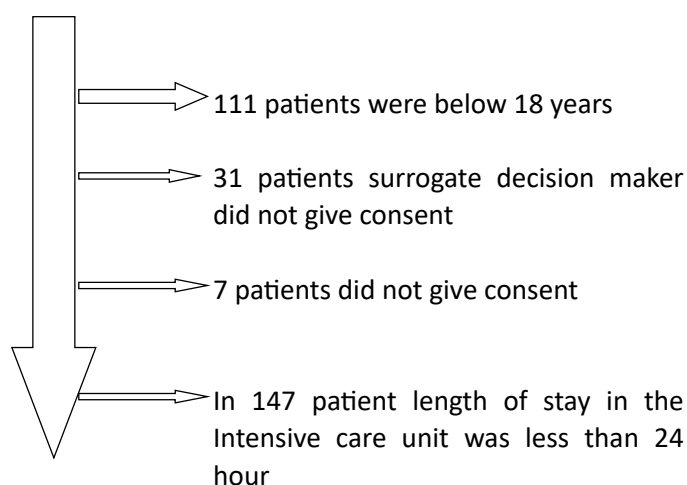 111 patients were below 18 years
31 patients surrogate decision maker
did not give consent
7 patients did not give consent
In 147 patient length of stay in the
Intensive care unit was less than 24
hour